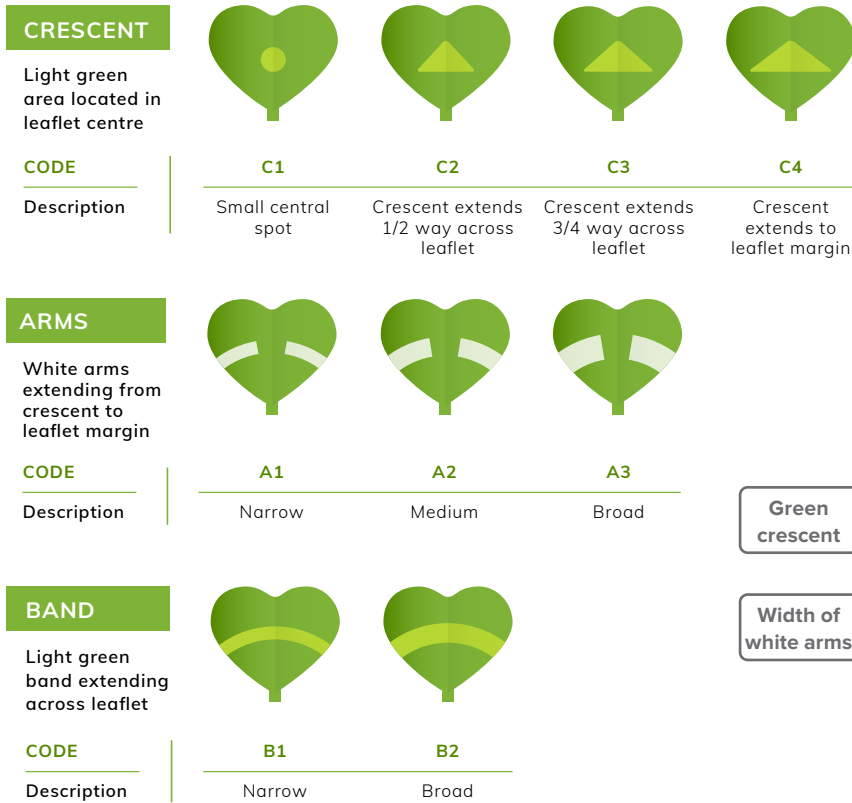 CRESCENT
Light green
area located in
leaflet centre
CODE
C1
C2
C3
C4
Description
Small central
spot
Crescent extends
1/2 way across
leaflet
Crescent extends
3/4 way across
leaflet
Crescent
extends to
leaflet margin
ARMS
White arms
extending from
crescent to
leaflet margin
CODE
A1
A2
A3
Description
Narrow
Medium
Broad
Green
crescent
BAND
Light green
band extending
across leaflet
Width of
white arms
CODE
B1
B2
Description
Narrow
Broad